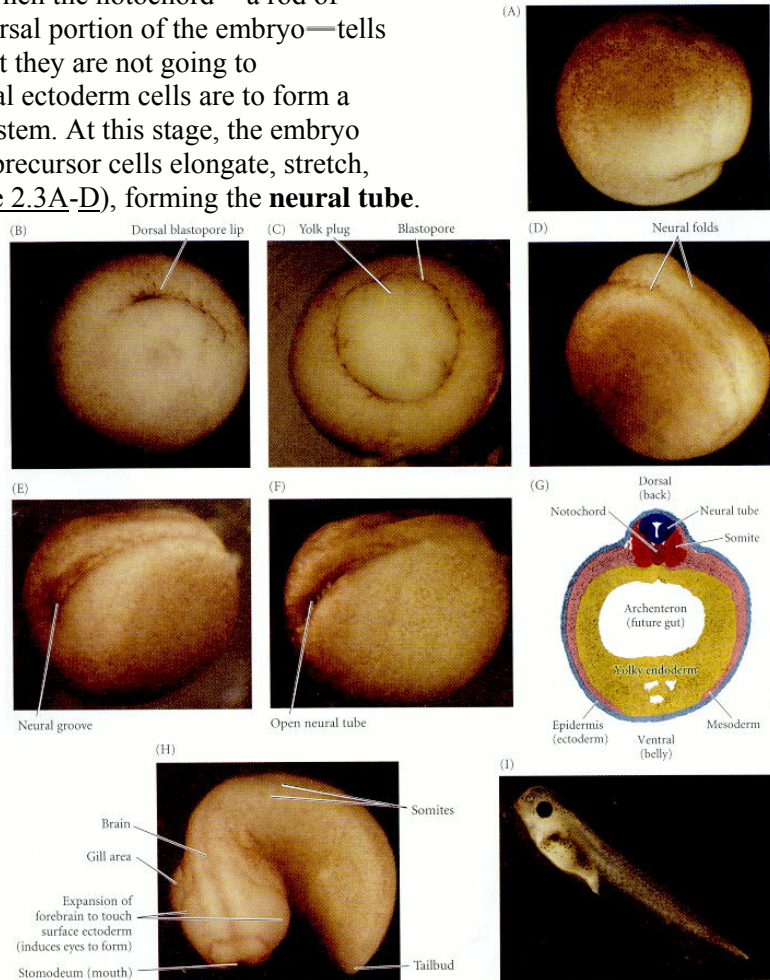 when the notochord—a rod of
ersal portion of the embryo—tells
t they are not going to
al ectoderm cells are to form a
stem. At this stage, the embryo
precursor cells elongate, stretch,
e 2.3A-D), forming the neural tube.
(A)
(B)
Dorsal blastopore lip
(C)
Yolk plug
Blastopore
(D)
Neural folds
(E)
Neural groove
(F)
Open neural tube
(G)
Dorsal
(back)
Notochord
Neural tube
Somite
Archenteron
(future gut)
Yolky endoderm
Epidermis
(ectoderm)
Ventral
(belly)
Mesoderm
(H)
Somites
Brain
Gill area
Expansion of
forebrain to touch
surface ectoderm
(induces eyes to form)
Stomodeum (mouth)
Tailbud
(I)